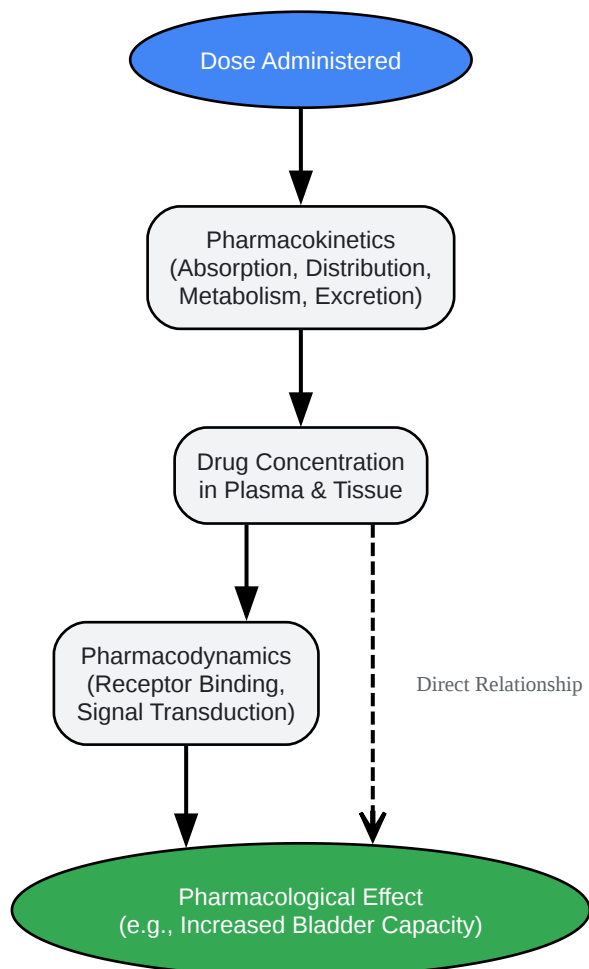 Dose Administered
Pharmacokinetics
(Absorption, Distribution,
Metabolism, Excretion)
Drug Concentration
in Plasma & Tissue
Pharmacodynamics
(Receptor Binding,
Signal Transduction)
Direct Relationship
Pharmacological Effect
(e.g., Increased Bladder Capacity)